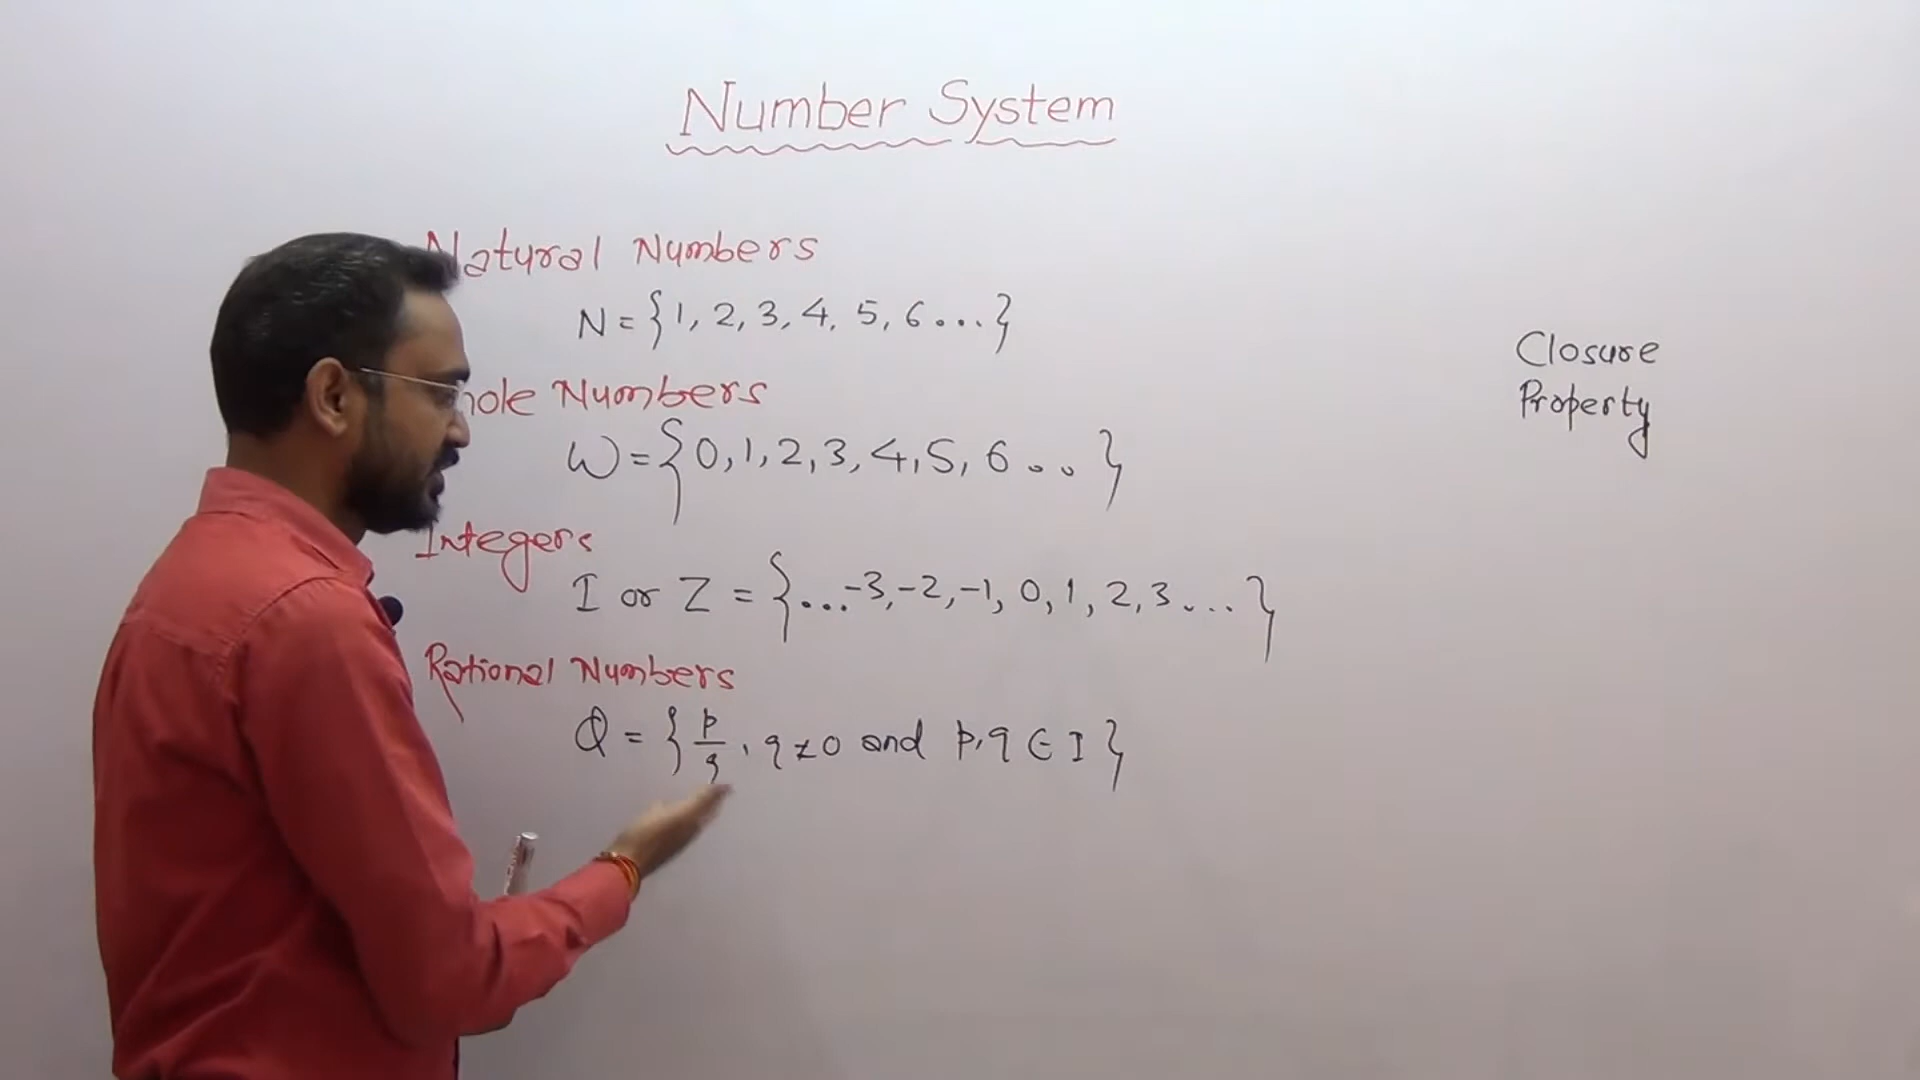 Number System
Natural Numbers
N = {1, 2, 3, 4, 5, 6 ...}
Closure
Property
hole Numbers
W = {0, 1, 2, 3, 4, 5, 6 .. }
Integers
I or Z = {...-3, -2, -1, 0, 1, 2, 3 .... }
Rational Numbers
Q = {p/q, q ≠ 0 and p, q ∈ I}